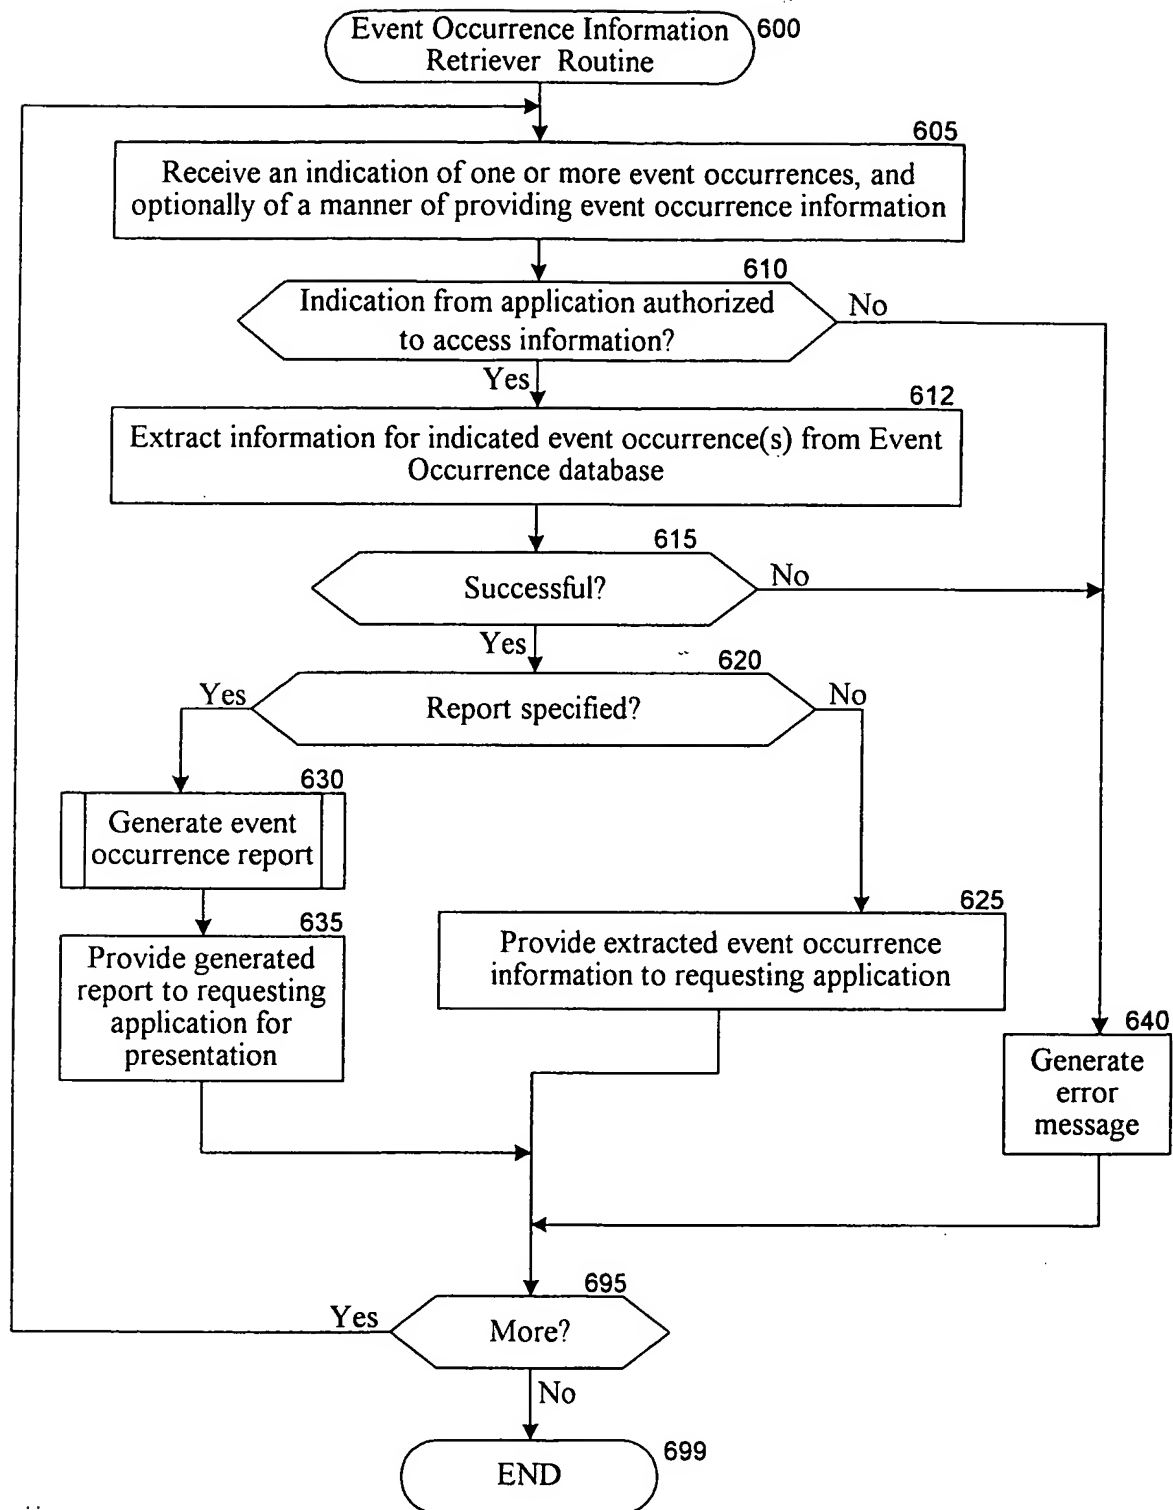 Event Occurrence Information
Retriever Routine
600
605
Receive an indication of one or more event occurrences, and
optionally of a manner of providing event occurrence information
610
Indication from application authorized
to access information?
No
Yes
612
Extract information for indicated event occurrence(s) from Event
Occurrence database
615
Successful?
No
Yes
620
Report specified?
Yes
No
630
Generate event
occurrence report
635
Provide generated
report to requesting
application for
presentation
625
Provide extracted event occurrence
information to requesting application
640
Generate
error
message
695
More?
Yes
No
END
699